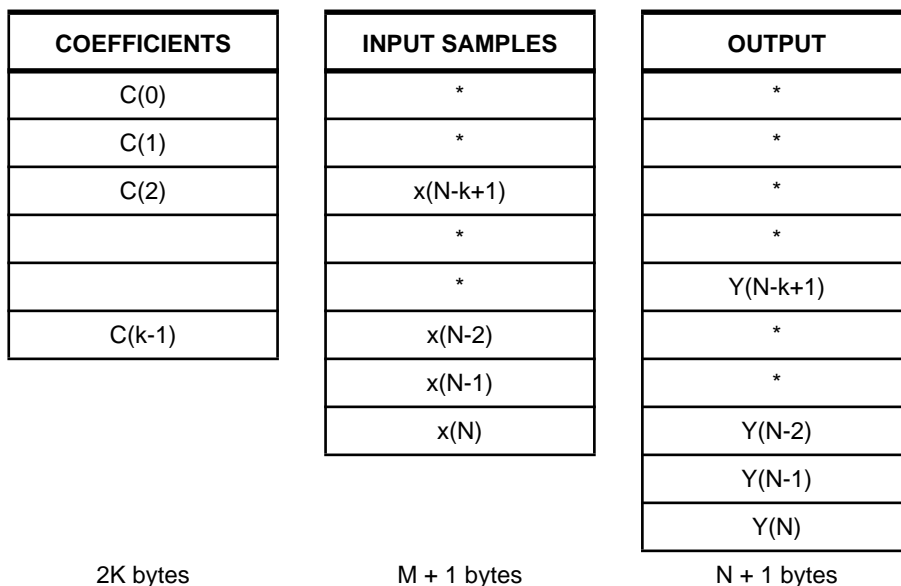 COEFFICIENTS INPUT SAMPLES OUTPUT
C(0) * *
C(1) * *
C(2) x(N-k+1) *
* *
* Y(N-k+1)
C(k-1) x(N-2) *
x(N-1) *
x(N) Y(N-2)
Y(N-1)
Y(N)
2K bytes M + 1 bytes N + 1 bytes